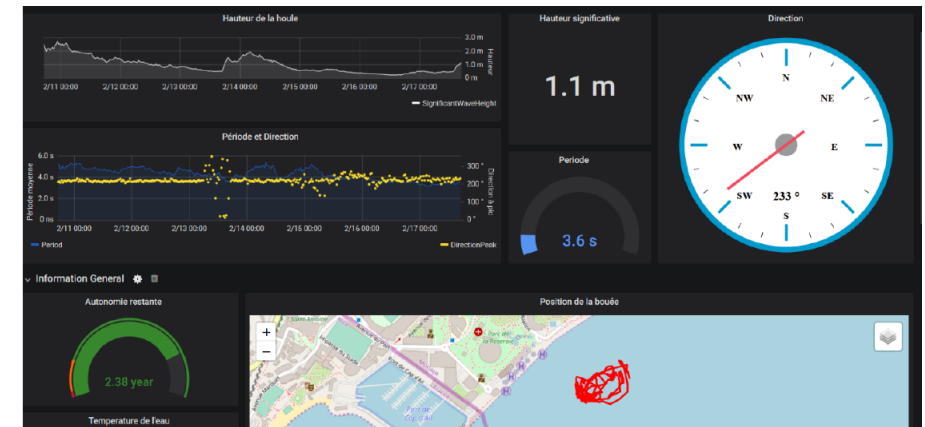 Hauteur de la houle
3.0 m
2.0 m
1.0 m
0 m
Hauteur
2/11 00:00 2/12 00:00 2/13 00:00 2/14 00:00 2/15 00:00 2/16 00:00 2/17 00:00
SignificantWaveHeight
Hauteur significative
1.1 m
Direction
N
NW NE
W E
SW 233 ° SE
S
Période et Direction
6.0 s
4.0 s
2.0 s
0 ns
Période moyenne
300 °
200 °
100 °
0 °
Direction à pic
2/11 00:00 2/12 00:00 2/13 00:00 2/14 00:00 2/15 00:00 2/16 00:00 2/17 00:00
Period DirectionPeak
Periode
3.6 s
Information General
Autonomie restante
2.38 year
Temperature de l'eau
Position de la bouée
+
−
Port de
Cap d'Ail